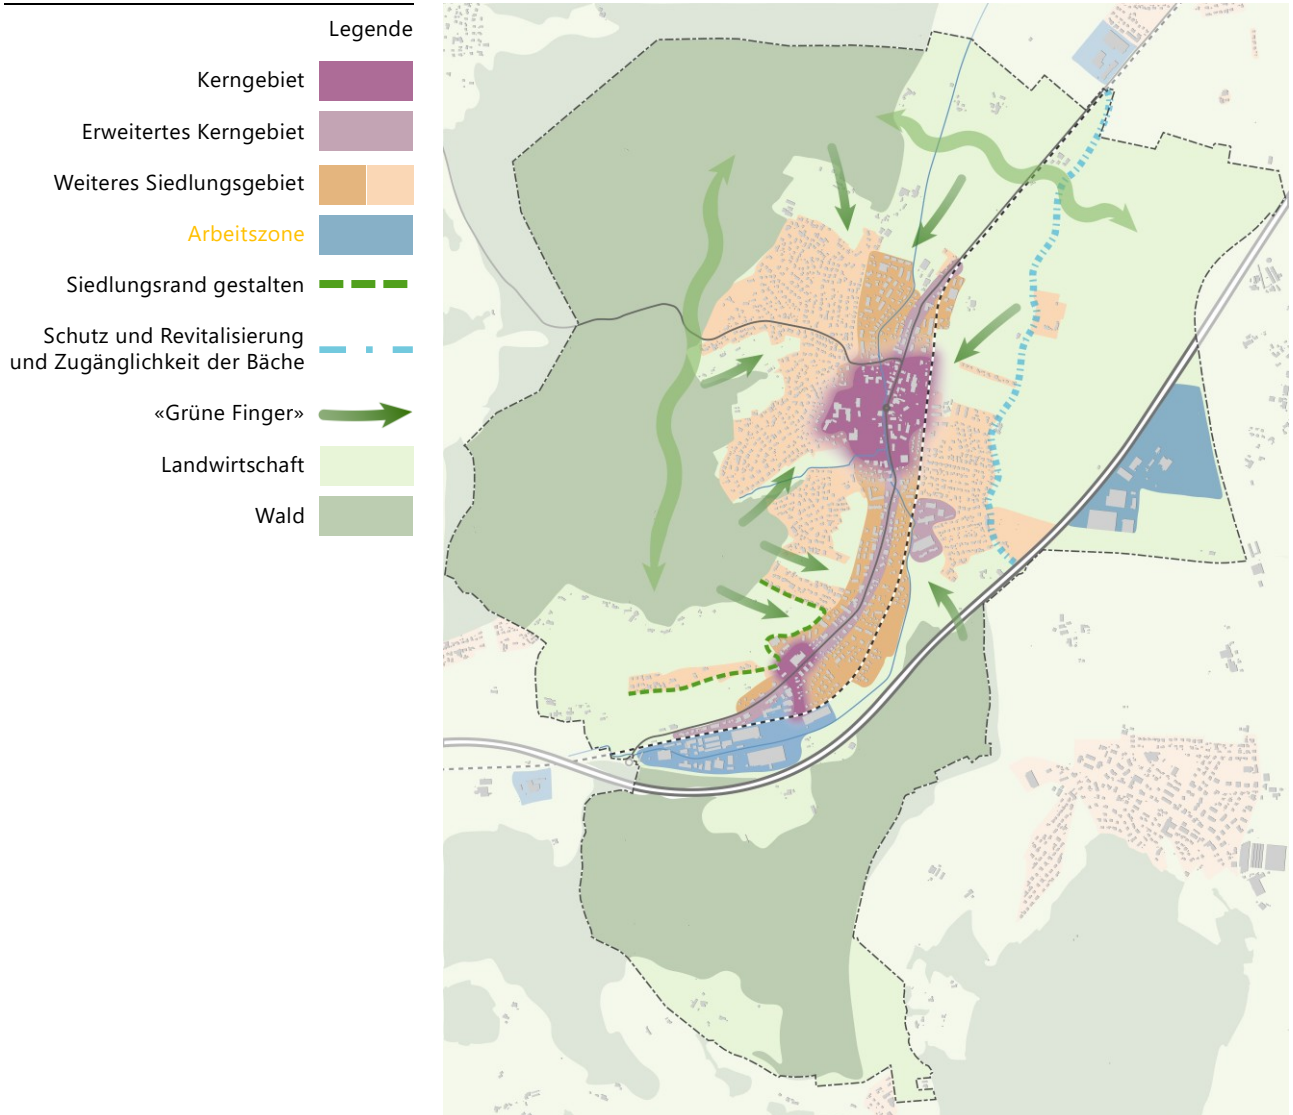 Legende
Kerngebiet
Erweitertes Kerngebiet
Weiteres Siedlungsgebiet
Arbeitszone
Siedlungsrand gestalten
Schutz und Revitalisierung
und Zugänglichkeit der Bäche
«Grüne Finger»
Landwirtschaft
Wald